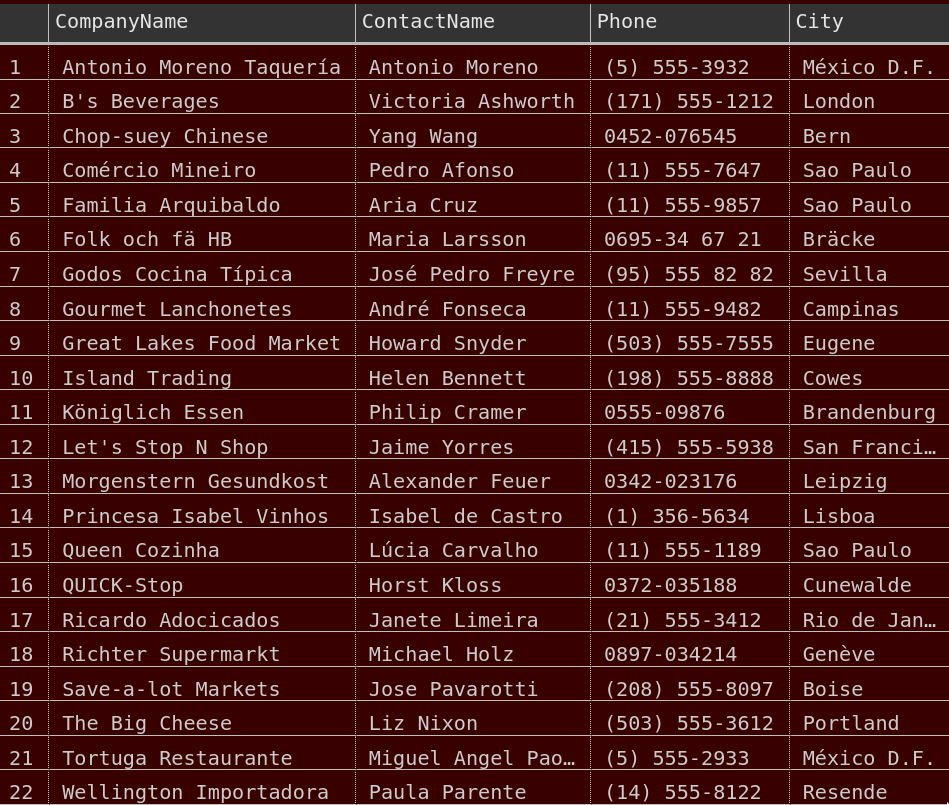 CompanyName ContactName Phone City
1 Antonio Moreno Taquería Antonio Moreno (5) 555-3932 México D.F.
2 B's Beverages Victoria Ashworth (171) 555-1212 London
3 Chop-suey Chinese Yang Wang 0452-076545 Bern
4 Comércio Mineiro Pedro Afonso (11) 555-7647 Sao Paulo
5 Familia Arquibaldo Aria Cruz (11) 555-9857 Sao Paulo
6 Folk och fä HB Maria Larsson 0695-34 67 21 Bräcke
7 Godos Cocina Típica José Pedro Freyre (95) 555 82 82 Sevilla
8 Gourmet Lanchonetes André Fonseca (11) 555-9482 Campinas
9 Great Lakes Food Market Howard Snyder (503) 555-7555 Eugene
10 Island Trading Helen Bennett (198) 555-8888 Cowes
11 Königlich Essen Philip Cramer 0555-09876 Brandenburg
12 Let's Stop N Shop Jaime Yorres (415) 555-5938 San Franci…
13 Morgenstern Gesundkost Alexander Feuer 0342-023176 Leipzig
14 Princesa Isabel Vinhos Isabel de Castro (1) 356-5634 Lisboa
15 Queen Cozinha Lúcia Carvalho (11) 555-1189 Sao Paulo
16 QUICK-Stop Horst Kloss 0372-035188 Cunewalde
17 Ricardo Adocicados Janete Limeira (21) 555-3412 Rio de Jan…
18 Richter Supermarkt Michael Holz 0897-034214 Genève
19 Save-a-lot Markets Jose Pavarotti (208) 555-8097 Boise
20 The Big Cheese Liz Nixon (503) 555-3612 Portland
21 Tortuga Restaurante Miguel Angel Pao… (5) 555-2933 México D.F.
22 Wellington Importadora Paula Parente (14) 555-8122 Resende